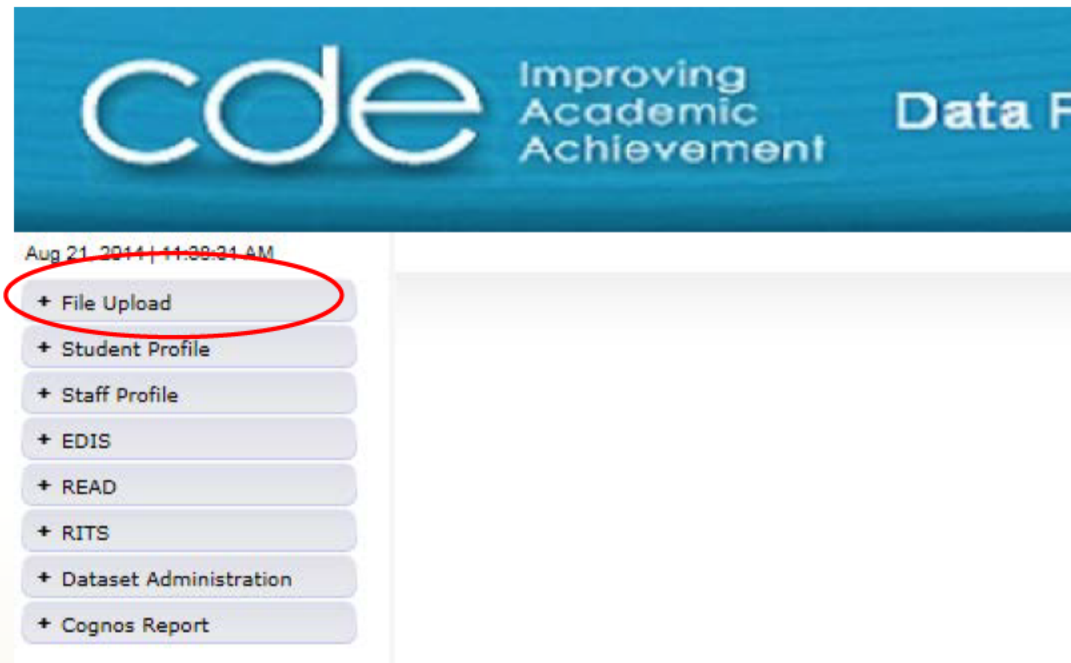 cde
Improving
Academic
Achievement
Data F
Aug 21, 2014 | 11:38:31 AM
+ File Upload
+ Student Profile
+ Staff Profile
+ EDIS
+ READ
+ RITS
+ Dataset Administration
+ Cognos Report